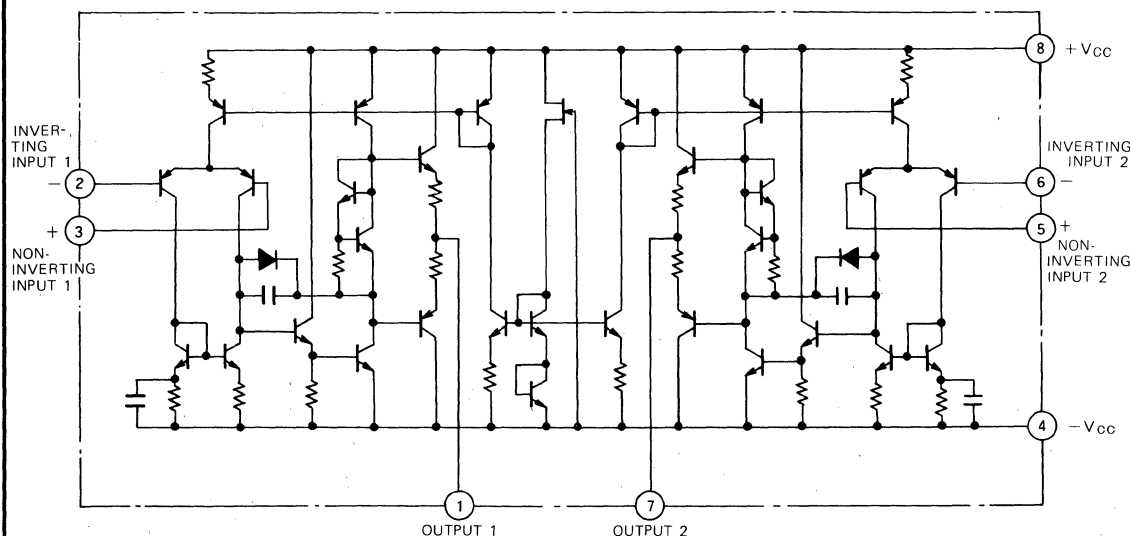 8 +Vcc
INVER-
TING
INPUT 1
- 2
+ 3
NON-
INVERTING
INPUT 1
INVERTING
INPUT 2
6 -
5 +
NON-
INVERTING
INPUT 2
4 -Vcc
1
OUTPUT 1
7
OUTPUT 2